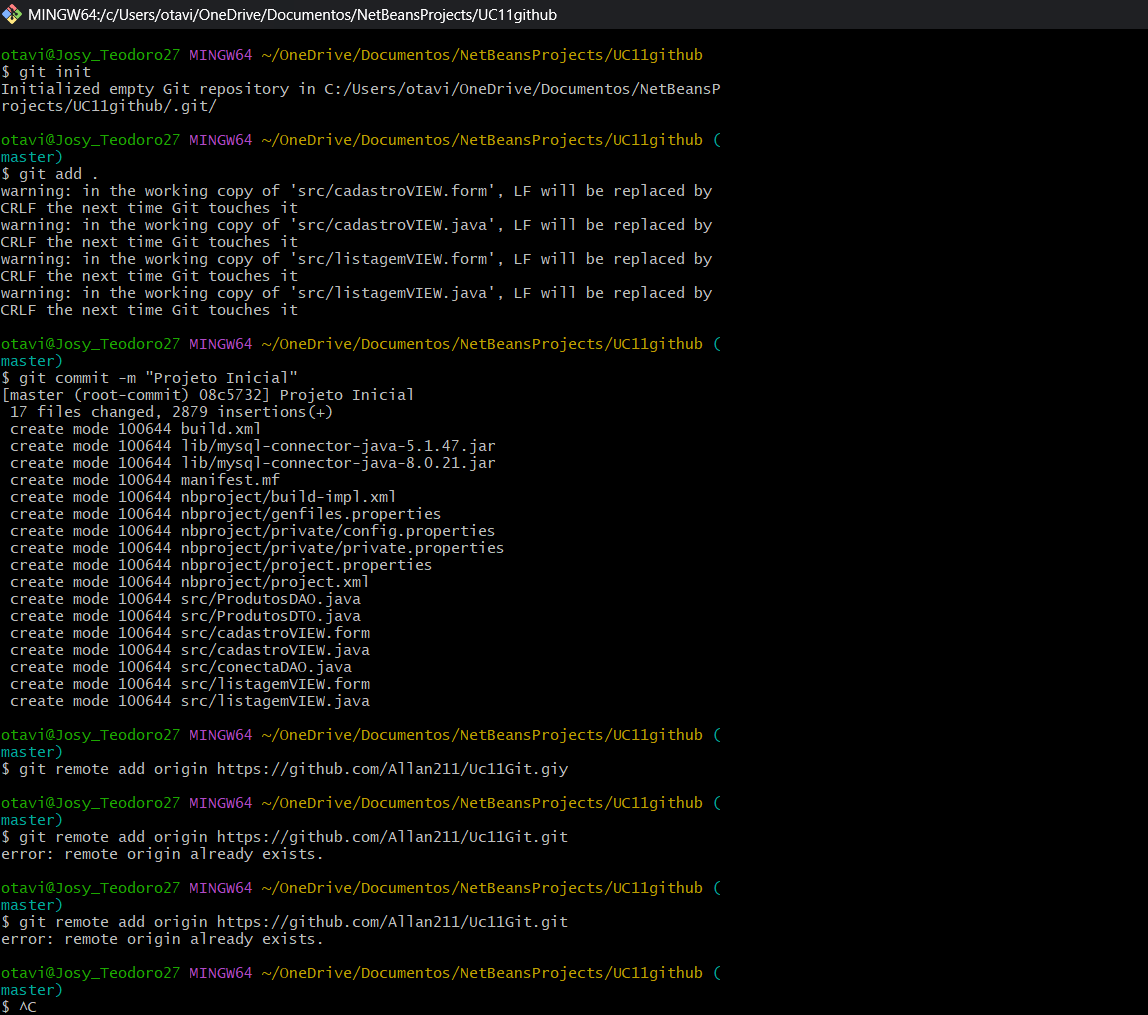 MINGW64:/c/Users/otavi/OneDrive/Documentos/NetBeansProjects/UC11github
otavi@Josy_Teodoro27 MINGW64 ~/OneDrive/Documentos/NetBeansProjects/UC11github
$ git init
Initialized empty Git repository in C:/Users/otavi/OneDrive/Documentos/NetBeansP
rojects/UC11github/.git/
otavi@Josy_Teodoro27 MINGW64 ~/OneDrive/Documentos/NetBeansProjects/UC11github (
master)
$ git add .
warning: in the working copy of 'src/cadastroVIEW.form', LF will be replaced by
CRLF the next time Git touches it
warning: in the working copy of 'src/cadastroVIEW.java', LF will be replaced by
CRLF the next time Git touches it
warning: in the working copy of 'src/listagemVIEW.form', LF will be replaced by
CRLF the next time Git touches it
warning: in the working copy of 'src/listagemVIEW.java', LF will be replaced by
CRLF the next time Git touches it
otavi@Josy_Teodoro27 MINGW64 ~/OneDrive/Documentos/NetBeansProjects/UC11github (
master)
$ git commit -m "Projeto Inicial"
[master (root-commit) 08c5732] Projeto Inicial
 17 files changed, 2879 insertions(+)
 create mode 100644 build.xml
 create mode 100644 lib/mysql-connector-java-5.1.47.jar
 create mode 100644 lib/mysql-connector-java-8.0.21.jar
 create mode 100644 manifest.mf
 create mode 100644 nbproject/build-impl.xml
 create mode 100644 nbproject/genfiles.properties
 create mode 100644 nbproject/private/config.properties
 create mode 100644 nbproject/private/private.properties
 create mode 100644 nbproject/project.properties
 create mode 100644 nbproject/project.xml
 create mode 100644 src/ProdutosDAO.java
 create mode 100644 src/ProdutosDTO.java
 create mode 100644 src/cadastroVIEW.form
 create mode 100644 src/cadastroVIEW.java
 create mode 100644 src/conectaDAO.java
 create mode 100644 src/listagemVIEW.form
 create mode 100644 src/listagemVIEW.java
otavi@Josy_Teodoro27 MINGW64 ~/OneDrive/Documentos/NetBeansProjects/UC11github (
master)
$ git remote add origin https://github.com/Allan211/Uc11Git.giy
otavi@Josy_Teodoro27 MINGW64 ~/OneDrive/Documentos/NetBeansProjects/UC11github (
master)
$ git remote add origin https://github.com/Allan211/Uc11Git.git
error: remote origin already exists.
otavi@Josy_Teodoro27 MINGW64 ~/OneDrive/Documentos/NetBeansProjects/UC11github (
master)
$ git remote add origin https://github.com/Allan211/Uc11Git.git
error: remote origin already exists.
otavi@Josy_Teodoro27 MINGW64 ~/OneDrive/Documentos/NetBeansProjects/UC11github (
master)
$ ^C